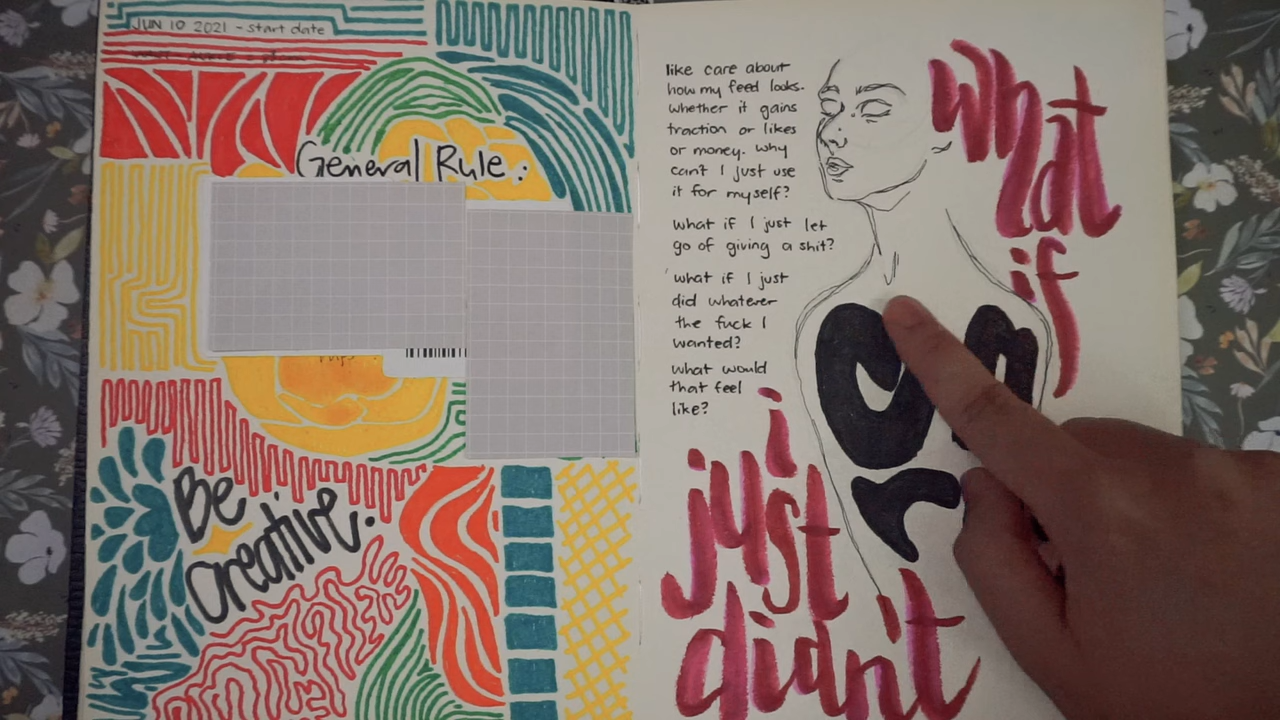 JUN 10 2021 - start date
General Rule:
Be
creative.
like care about
how my feed looks.
whether it gains
traction or likes
or money. why
can't I just use
it for myself?
what if I just let
go of giving a shit?
what if I just
did whatever
the fuck I
wanted?
what would
that feel
like?
what
if
i
just
didn't